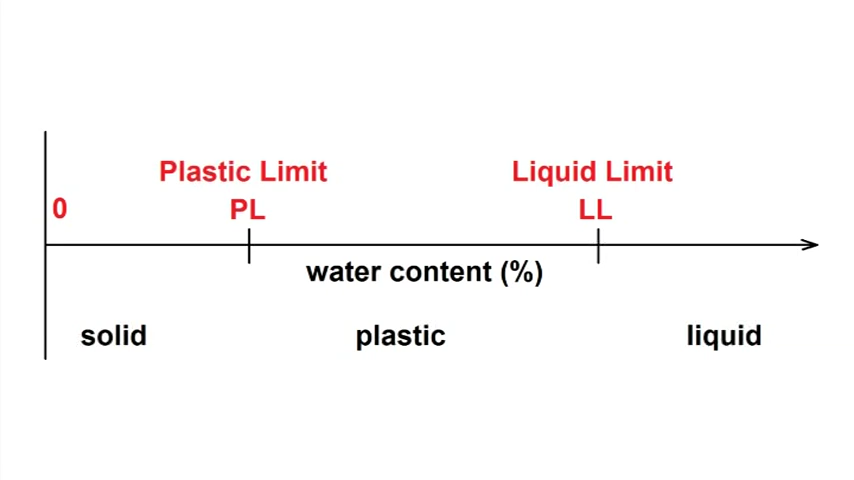 Plastic Limit
Liquid Limit
0
PL
LL
water content (%)
solid
plastic
liquid